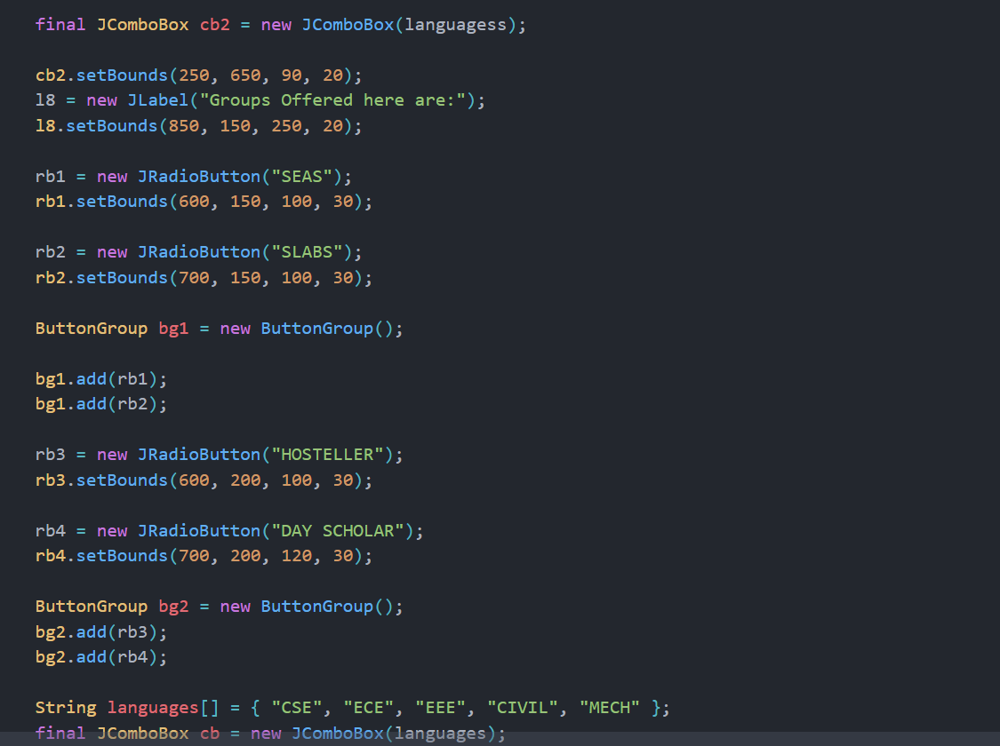 final JComboBox cb2 = new JComboBox(languagess);
cb2.setBounds(250, 650, 90, 20);
l8 = new JLabel("Groups Offered here are:");
l8.setBounds(850, 150, 250, 20);
rb1 = new JRadioButton("SEAS");
rb1.setBounds(600, 150, 100, 30);
rb2 = new JRadioButton("SLABS");
rb2.setBounds(700, 150, 100, 30);
ButtonGroup bg1 = new ButtonGroup();
bg1.add(rb1);
bg1.add(rb2);
rb3 = new JRadioButton("HOSTELLER");
rb3.setBounds(600, 200, 100, 30);
rb4 = new JRadioButton("DAY SCHOLAR");
rb4.setBounds(700, 200, 120, 30);
ButtonGroup bg2 = new ButtonGroup();
bg2.add(rb3);
bg2.add(rb4);
String languages[] = { "CSE", "ECE", "EEE", "CIVIL", "MECH" };
final JComboBox cb = new JComboBox(languages);